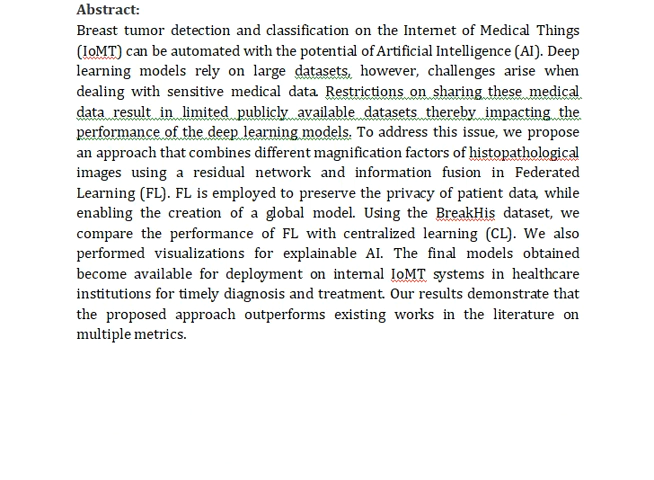 Abstract:
Breast tumor detection and classification on the Internet of Medical Things
(IoMT) can be automated with the potential of Artificial Intelligence (AI). Deep
learning models rely on large datasets, however, challenges arise when
dealing with sensitive medical data. Restrictions on sharing these medical
data result in limited publicly available datasets thereby impacting the
performance of the deep learning models. To address this issue, we propose
an approach that combines different magnification factors of histopathological
images using a residual network and information fusion in Federated
Learning (FL). FL is employed to preserve the privacy of patient data, while
enabling the creation of a global model. Using the BreakHis dataset, we
compare the performance of FL with centralized learning (CL). We also
performed visualizations for explainable AI. The final models obtained
become available for deployment on internal IoMT systems in healthcare
institutions for timely diagnosis and treatment. Our results demonstrate that
the proposed approach outperforms existing works in the literature on
multiple metrics.